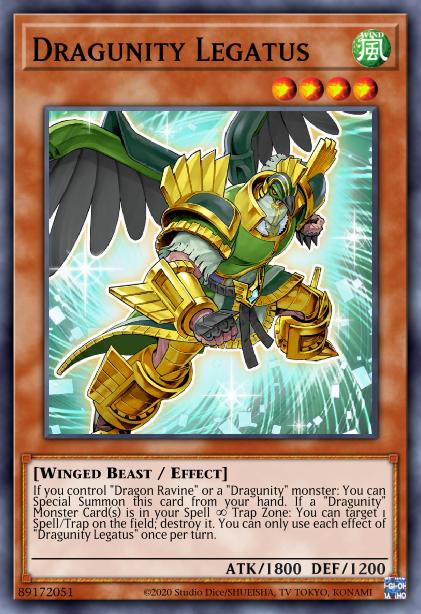 Dragunity Legatus
WIND
風
[Winged Beast / Effect]
If you control "Dragon Ravine" or a "Dragunity" monster: You can
Special Summon this card from your hand. If a "Dragunity"
Monster Card(s) is in your Spell ∞ Trap Zone: You can target 1
Spell/Trap on the field; destroy it. You can only use each effect of
"Dragunity Legatus" once per turn.
ATK/1800 DEF/1200
89172051
©2020 Studio Dice/SHUEISHA, TV TOKYO, KONAMI